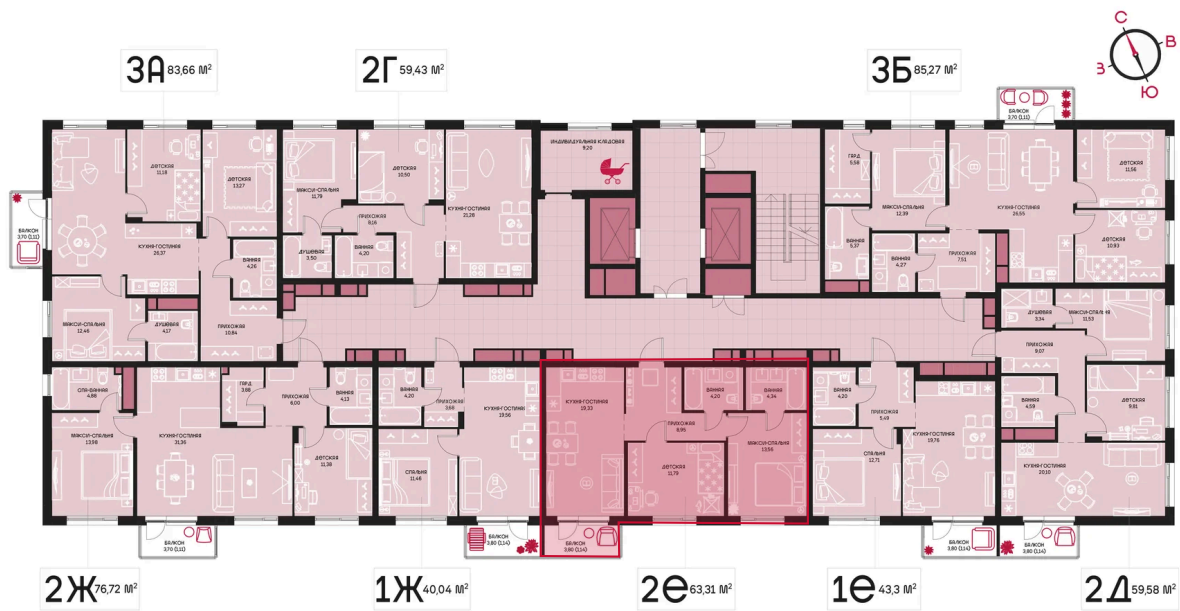 С
В
З
Ю
3А 83,66 М²
2Г 59,43 М²
3Б 85,27 М²
БАЛКОН
3,70 (1,11)
ИНДИВИДУАЛЬНАЯ КЛАДОВАЯ
9,20
ДЕТСКАЯ
11,18
ДЕТСКАЯ
13,27
МАКСИ-СПАЛЬНЯ
11,79
ДЕТСКАЯ
10,50
КУХНЯ-ГОСТИНАЯ
21,28
ПРИХОЖАЯ
8,16
ДУШЕВАЯ
3,50
ВАННАЯ
4,20
ГАРД.
5,58
МАКСИ-СПАЛЬНЯ
12,39
КУХНЯ-ГОСТИНАЯ
26,55
ДЕТСКАЯ
11,56
ДЕТСКАЯ
10,93
ВАННАЯ
5,37
ВАННАЯ
4,27
ПРИХОЖАЯ
7,51
БАЛКОН
3,70 (1,11)
КУХНЯ-ГОСТИНАЯ
26,37
ВАННАЯ
4,26
МАКСИ-СПАЛЬНЯ
12,46
ДУШЕВАЯ
4,17
ПРИХОЖАЯ
10,84
ДУШЕВАЯ
3,34
МАКСИ-СПАЛЬНЯ
11,53
ПРИХОЖАЯ
9,07
СПА-ВАННАЯ
4,88
ГАРД.
3,88
ПРИХОЖАЯ
6,00
ВАННАЯ
4,13
МАКСИ-СПАЛЬНЯ
13,98
КУХНЯ-ГОСТИНАЯ
31,36
ДЕТСКАЯ
11,38
ВАННАЯ
4,20
ПРИХОЖАЯ
3,68
КУХНЯ-ГОСТИНАЯ
19,56
СПАЛЬНЯ
11,46
КУХНЯ-ГОСТИНАЯ
19,33
ВАННАЯ
4,20
ВАННАЯ
4,34
ПРИХОЖАЯ
8,95
ДЕТСКАЯ
11,79
МАКСИ-СПАЛЬНЯ
13,56
ВАННАЯ
4,20
ПРИХОЖАЯ
5,49
СПАЛЬНЯ
12,71
КУХНЯ-ГОСТИНАЯ
19,76
ВАННАЯ
4,59
ДЕТСКАЯ
9,81
КУХНЯ-ГОСТИНАЯ
20,10
БАЛКОН
3,70 (1,11)
БАЛКОН
3,80 (1,14)
БАЛКОН
3,80 (1,14)
БАЛКОН
3,80 (1,14)
БАЛКОН
3,80 (1,14)
2Ж 76,72 М²
1Ж 40,04 М²
2Е 63,31 М²
1Е 43,3 М²
2Д 59,58 М²